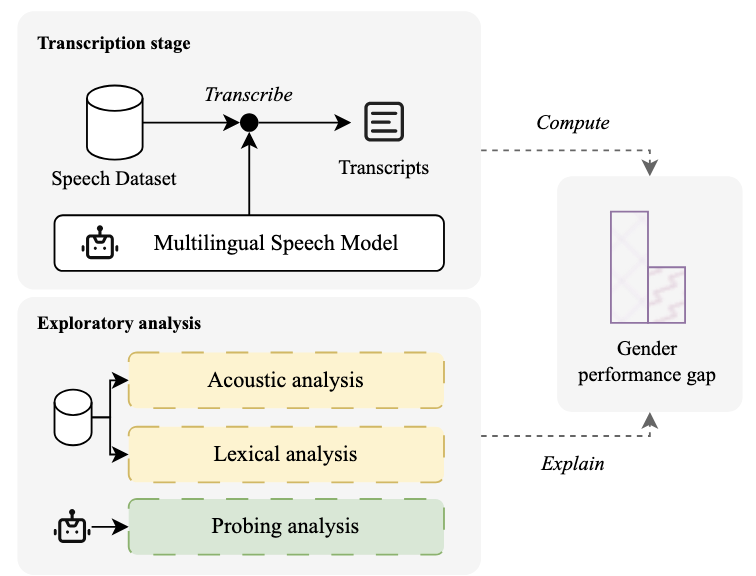 Transcription stage
Transcribe
Speech Dataset
Transcripts
Multilingual Speech Model
Compute
Gender
performance gap
Exploratory analysis
Acoustic analysis
Lexical analysis
Probing analysis
Explain